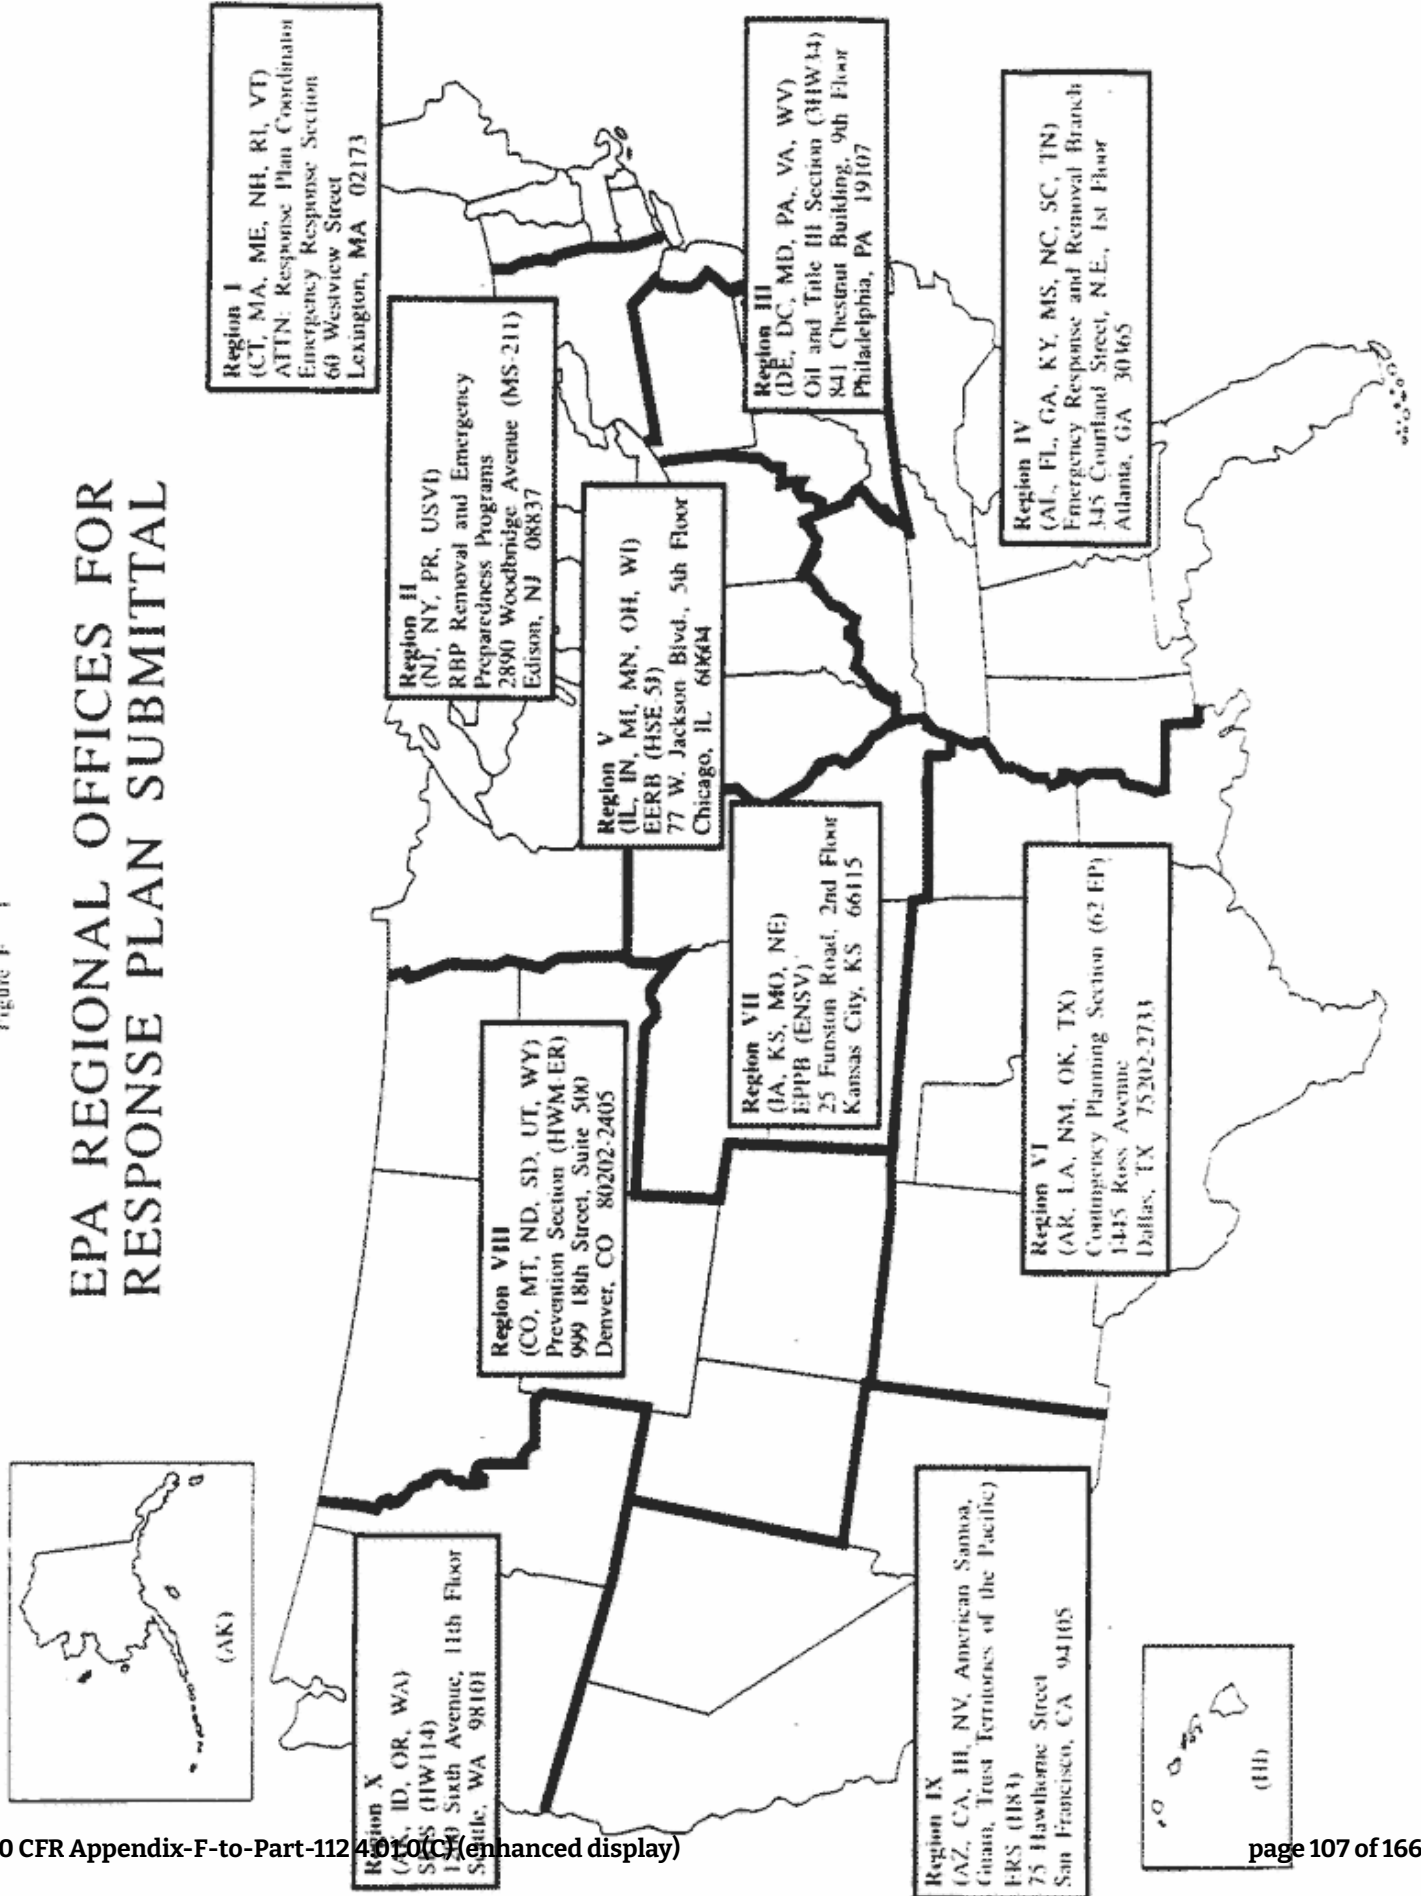 EPA REGIONAL OFFICES FOR
RESPONSE PLAN SUBMITTAL
Region I
(CT, MA, ME, NH, RI, VT)
ATTN: Response Plan Coordinator
Emergency Response Section
60 Westview Street
Lexington, MA 02173
Region II
(NJ, NY, PR, USVI)
RBP Removal and Emergency
Preparedness Programs
2890 Woodbridge Avenue (MS-211)
Edison, NJ 08837
Region III
(DE, DC, MD, PA, VA, WV)
Oil and Title III Section (3HW34)
841 Chestnut Building, 9th Floor
Philadelphia, PA 19107
Region IV
(AL, FL, GA, KY, MS, NC, SC, TN)
Emergency Response and Removal Branch
345 Courtland Street, N.E., 1st Floor
Atlanta, GA 30365
Region V
(IL, IN, MI, MN, OH, WI)
EERB (HSE-5J)
77 W. Jackson Blvd., 5th Floor
Chicago, IL 60604
Region VI
(AR, LA, NM, OK, TX)
Contingency Planning Section (62 EP)
1445 Ross Avenue
Dallas, TX 75202-2733
Region VII
(IA, KS, MO, NE)
EPPB (ENSV)
25 Funston Road, 2nd Floor
Kansas City, KS 66115
Region VIII
(CO, MT, ND, SD, UT, WY)
Prevention Section (HWM-ER)
999 18th Street, Suite 500
Denver, CO 80202-2405
Region IX
(AZ, CA, HI, NV, American Samoa,
Guam, Trust Territories of the Pacific)
ERS (H83)
75 Hawthorne Street
San Francisco, CA 94105
Region X
(AK, ID, OR, WA)
(HW114)
1200 Sixth Avenue, 11th Floor
Seattle, WA 98101
(AK)
(HI)
0 CFR Appendix-F-to-Part-112 4.01.0(C) (enhanced display)
page 107 of 166